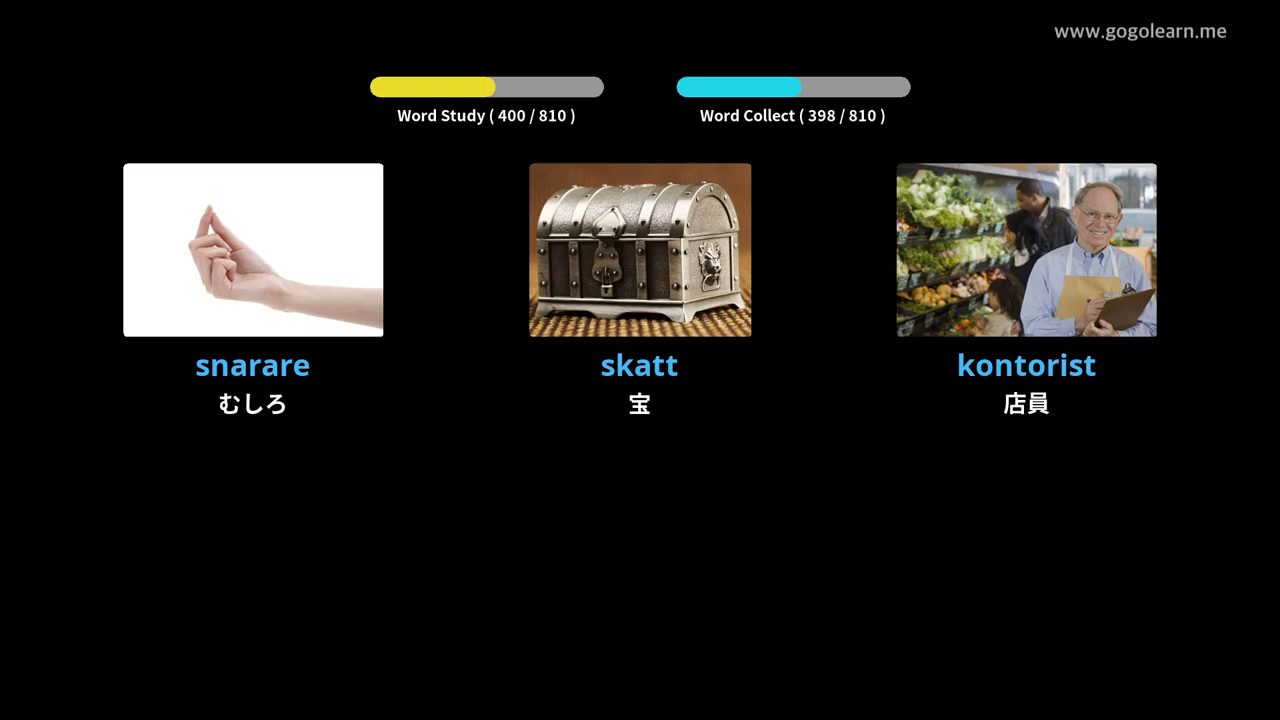 www.gogolearn.me
Word Study ( 400 / 810 )
Word Collect ( 398 / 810 )
snarare
skatt
kontorist
むしろ
宝
店員